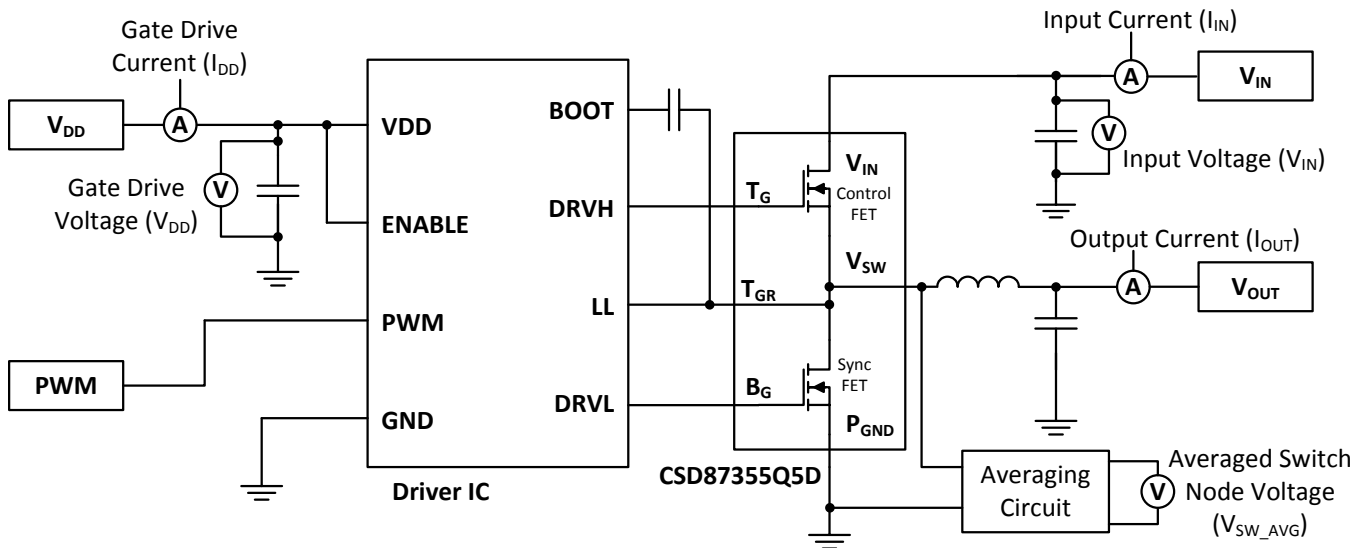 Gate Drive
Current (IDD)
Input Current (IIN)
VDD
A
A
VIN
VDD
BOOT
V
Gate Drive
Voltage (VDD)
V
Input Voltage (VIN)
VIN
TG
Control
FET
ENABLE
DRVH
Output Current (IOUT)
VSW
TGR
LL
A
VOUT
PWM
PWM
Sync
FET
BG
DRVL
GND
PGND
CSD87355Q5D
Driver IC
Averaging
Circuit
V
Averaged Switch
Node Voltage
(VSW_AVG)